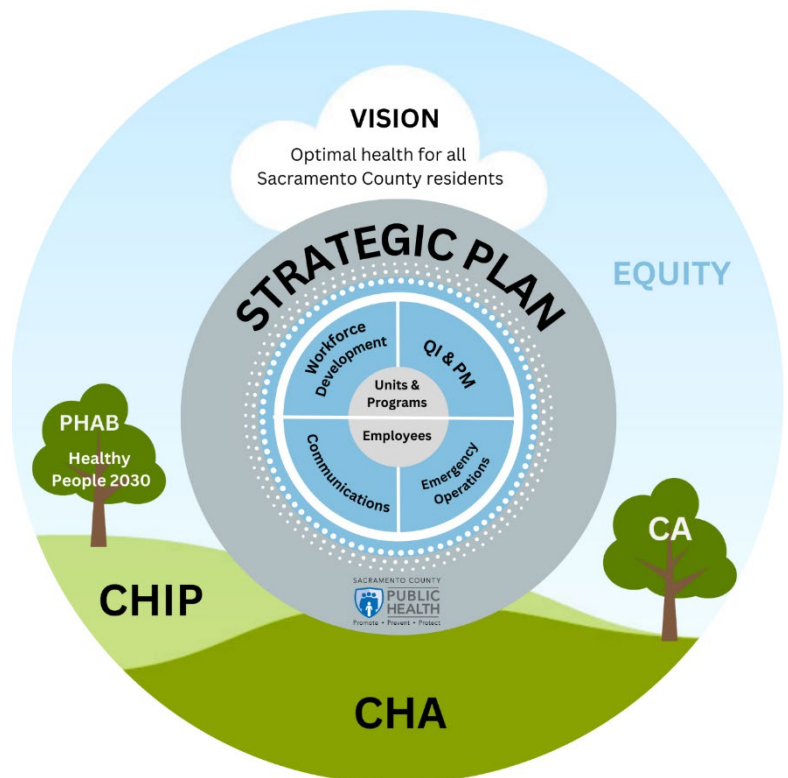 VISION
Optimal health for all
Sacramento County residents
STRATEGIC PLAN
EQUITY
Workforce
Development
QI & PM
Units &
Programs
Employees
Communications
Emergency
Operations
PHAB
Healthy
People 2030
CA
CHIP
SACRAMENTO COUNTY
PUBLIC
HEALTH
Promote • Prevent • Protect
CHA